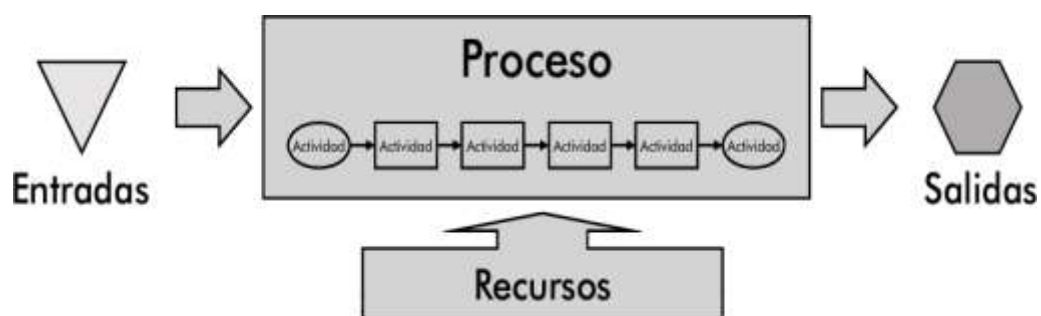 Proceso
Actividad Actividad Actividad Actividad Actividad Actividad
Entradas
Salidas
Recursos